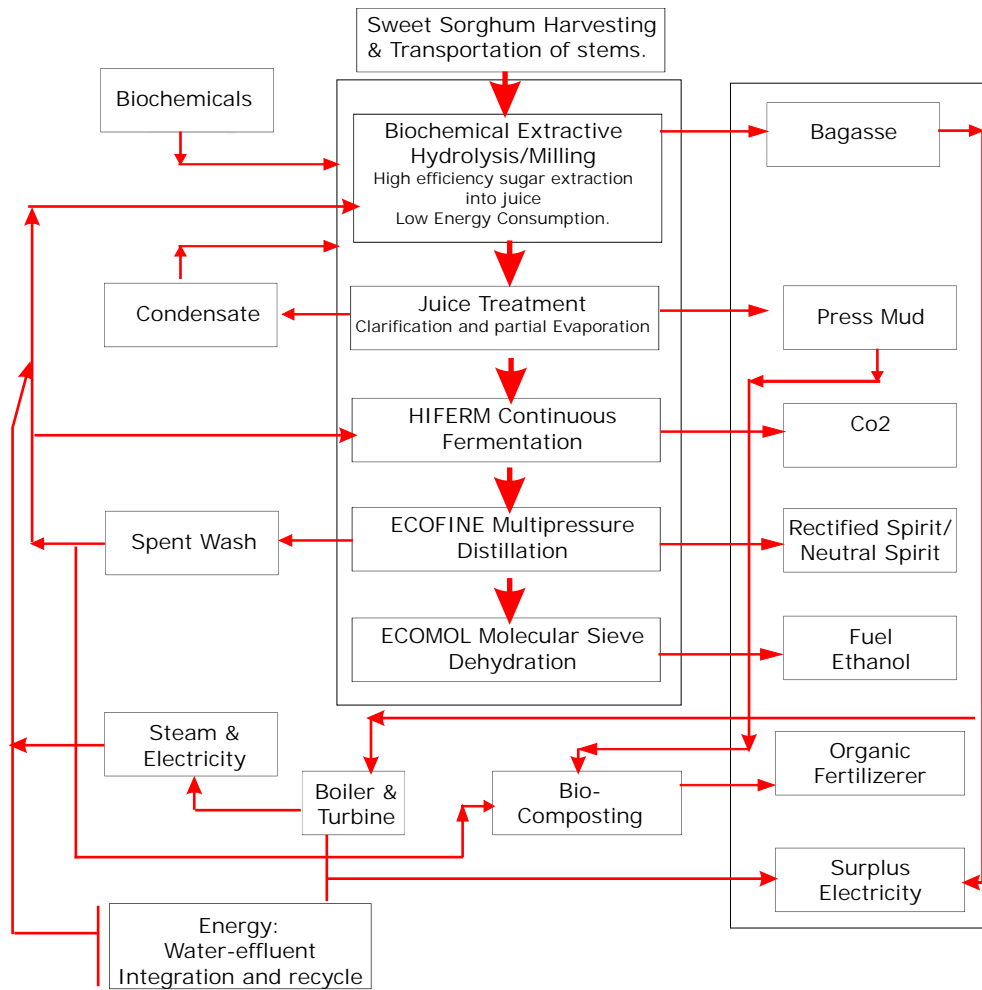 Sweet Sorghum Harvesting
& Transportation of stems.
Biochemicals
Biochemical Extractive
Hydrolysis/Milling
High efficiency sugar extraction
into juice
Low Energy Consumption.
Bagasse
Condensate
Juice Treatment
Clarification and partial Evaporation
Press Mud
HIFERM Continuous
Fermentation
Co2
Spent Wash
ECOFINE Multipressure
Distillation
Rectified Spirit/
Neutral Spirit
ECOMOL Molecular Sieve
Dehydration
Fuel
Ethanol
Steam &
Electricity
Boiler &
Turbine
Bio-
Composting
Organic
Fertilizerer
Surplus
Electricity
Energy:
Water-effluent
Integration and recycle